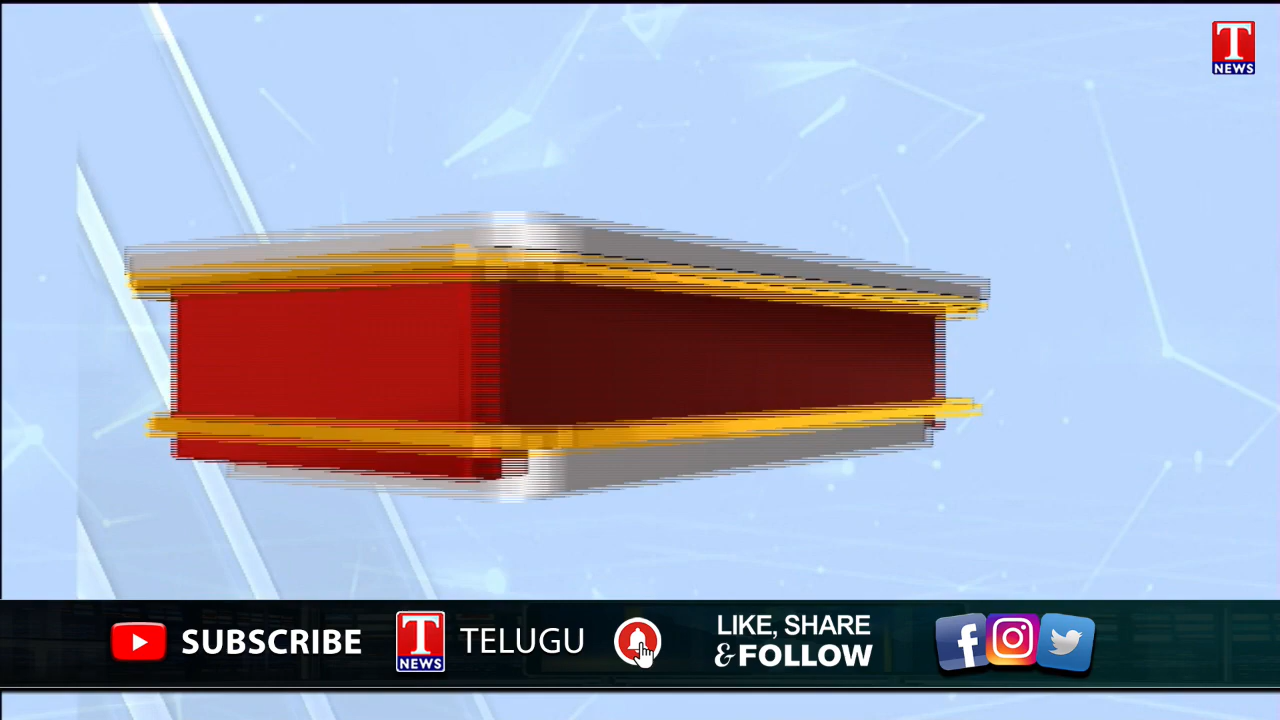 T
NEWS
SUBSCRIBE
T
NEWS
TELUGU
LIKE, SHARE
& FOLLOW